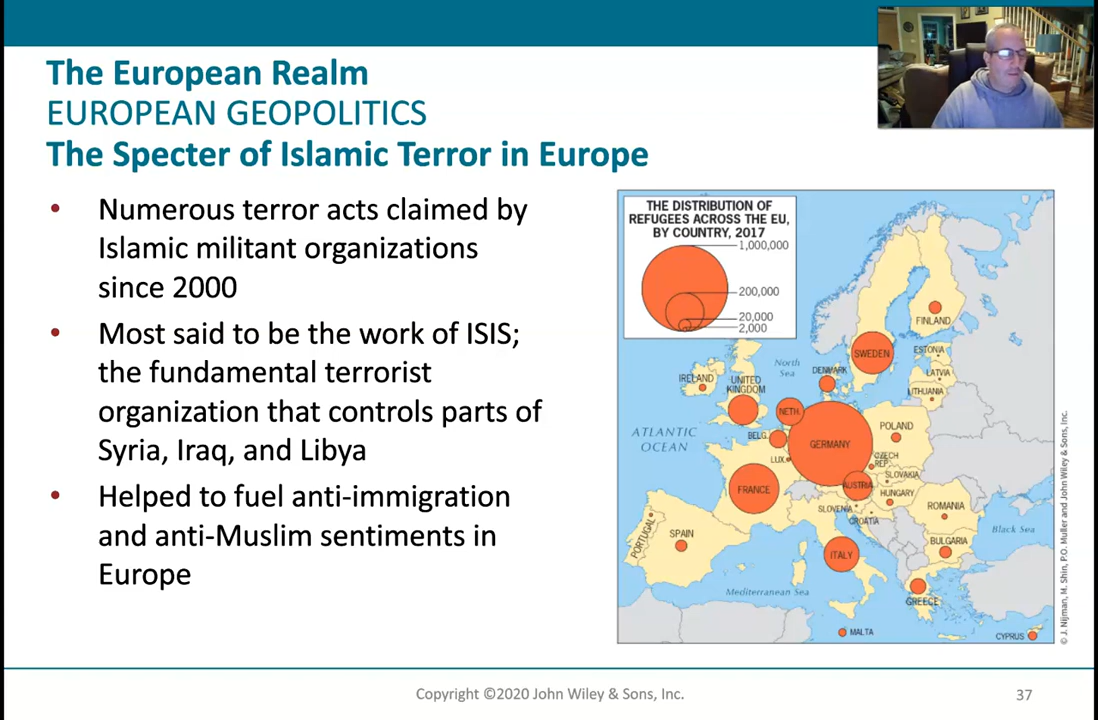 The European Realm
EUROPEAN GEOPOLITICS
The Specter of Islamic Terror in Europe
• Numerous terror acts claimed by
Islamic militant organizations
since 2000
• Most said to be the work of ISIS;
the fundamental terrorist
organization that controls parts of
Syria, Iraq, and Libya
• Helped to fuel anti-immigration
and anti-Muslim sentiments in
Europe
THE DISTRIBUTION OF
REFUGEES ACROSS THE EU,
BY COUNTRY, 2017
1,000,000
200,000
20,000
2,000
FINLAND
SWEDEN
ESTONIA
North
Sea
DENMARK
LATVIA
IRELAND
UNITED
KINGDOM
LITHUANIA
NETH.
ATLANTIC
OCEAN
BELG.
GERMANY
POLAND
LUX.
CZECH
REP.
SLOVAKIA
FRANCE
AUSTRIA
HUNGARY
SLOVENIA
CROATIA
ROMANIA
PORTUGAL
SPAIN
ITALY
BULGARIA
Black Sea
Mediterranean Sea
GREECE
MALTA
CYPRUS
© J. Nijman, M. Shin, P.O. Muller and John Wiley & Sons, Inc.
Copyright ©2020 John Wiley & Sons, Inc.
37